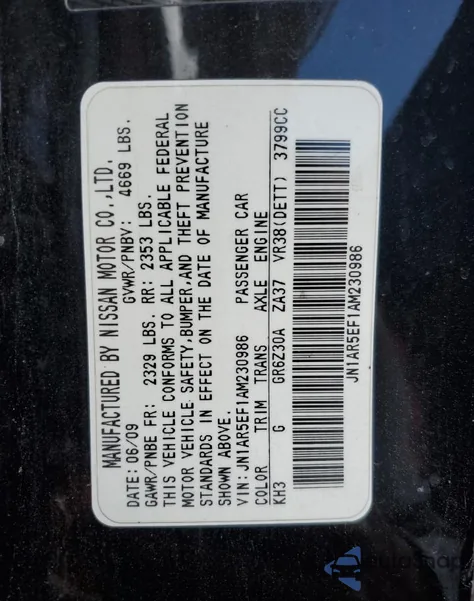 MANUFACTURED BY NISSAN MOTOR CO.,LTD.
DATE: 06/09 GVWR/PNBV: 4669 LBS.
GAWR/PNBE FR: 2329 LBS. RR: 2353 LBS.
THIS VEHICLE CONFORMS TO ALL APPLICABLE FEDERAL
MOTOR VEHICLE SAFETY,BUMPER,AND THEFT PREVENTION
STANDARDS IN EFFECT ON THE DATE OF MANUFACTURE
SHOWN ABOVE.
VIN: JN1AR5EF1AM230986 PASSENGER CAR
COLOR TRIM TRANS AXLE ENGINE
KH3 G GR6Z30A ZA37 VR38(DETT) 3799CC
JN1AR5EF1AM230986